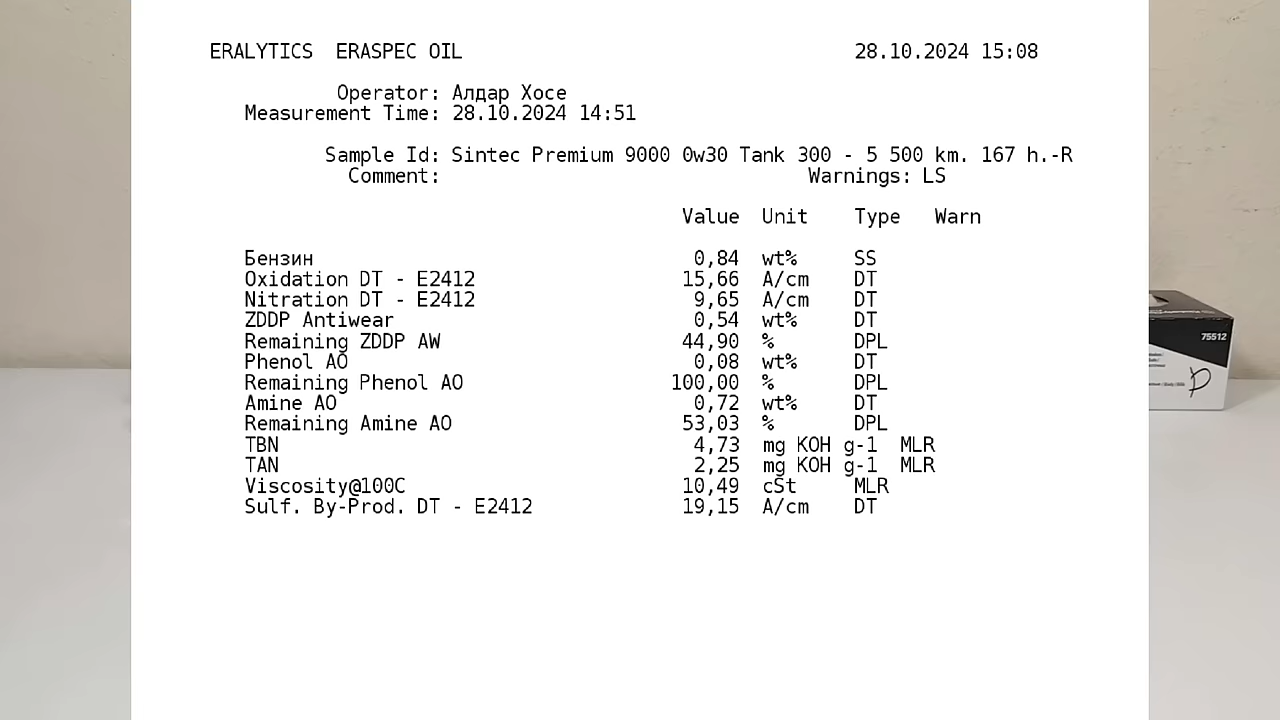 ERALYTICS ERASPEC OIL 28.10.2024 15:08
Operator: Алдар Хосе
Measurement Time: 28.10.2024 14:51
Sample Id: Sintec Premium 9000 0w30 Tank 300 - 5 500 km. 167 h.-R
Comment: Warnings: LS
Value Unit Type Warn
Бензин 0,84 wt% SS
Oxidation DT - E2412 15,66 A/cm DT
Nitration DT - E2412 9,65 A/cm DT
ZDDP Antiwear 0,54 wt% DT
Remaining ZDDP AW 44,90 % DPL
Phenol AO 0,08 wt% DT
Remaining Phenol AO 100,00 % DPL
Amine AO 0,72 wt% DT
Remaining Amine AO 53,03 % DPL
TBN 4,73 mg KOH g-1 MLR
TAN 2,25 mg KOH g-1 MLR
Viscosity@100C 10,49 cSt MLR
Sulf. By-Prod. DT - E2412 19,15 A/cm DT
75512